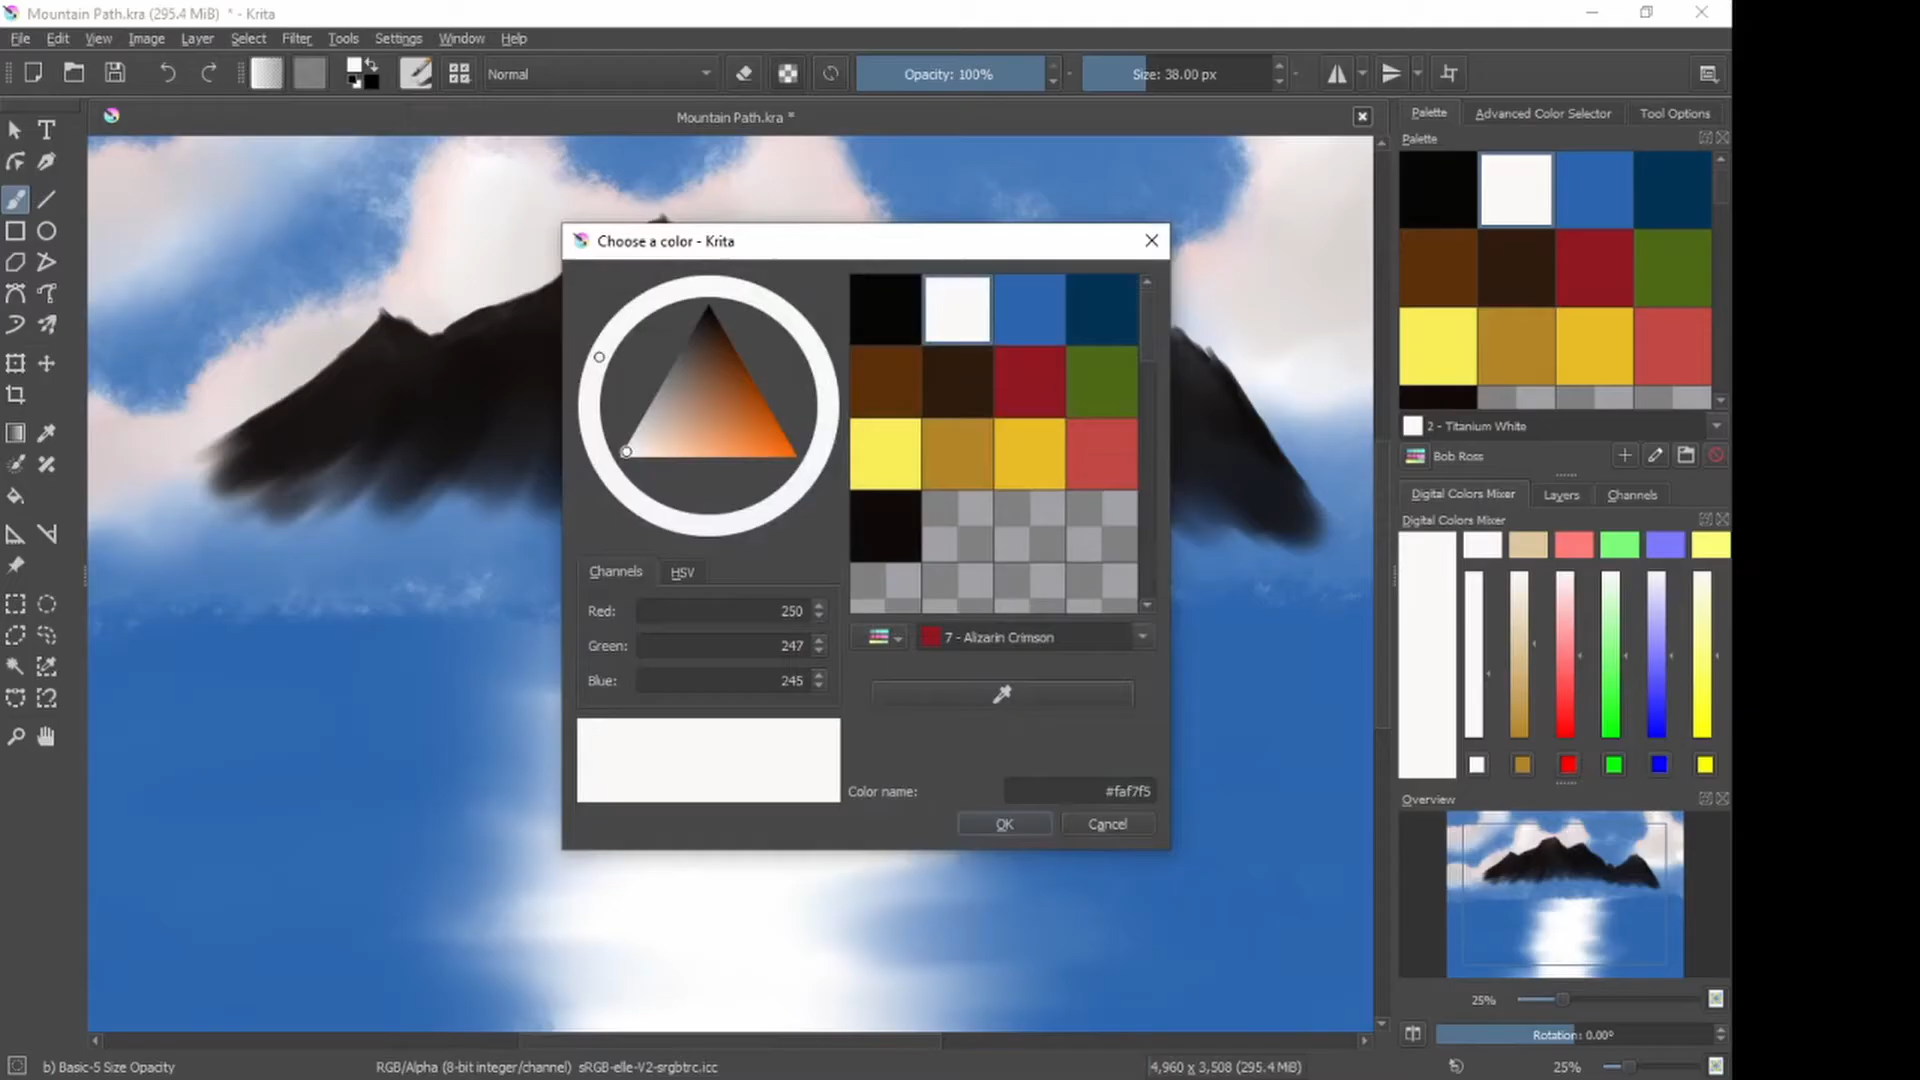 Mountain Path.kra (295.4 MiB) * - Krita
File Edit View Image Layer Select Filter Tools Settings Window Help
Normal
Opacity: 100%
Size: 38.00 px
Mountain Path.kra *
Palette Advanced Color Selector Tool Options
Palette
Choose a color - Krita
2 - Titanium White
Bob Ross
Digital Colors Mixer Layers Channels
Digital Colors Mixer
Channels HSV
Red: 250
Green: 247
Blue: 245
7 - Alizarin Crimson
Color name: #faf7f5
OK Cancel
Overview
25%
Rotation: 0.00°
b) Basic-5 Size Opacity
RGB/Alpha (8-bit integer/channel) sRGB-elle-V2-srgbtrc.icc
4,960 x 3,508 (295.4 MiB)
25%